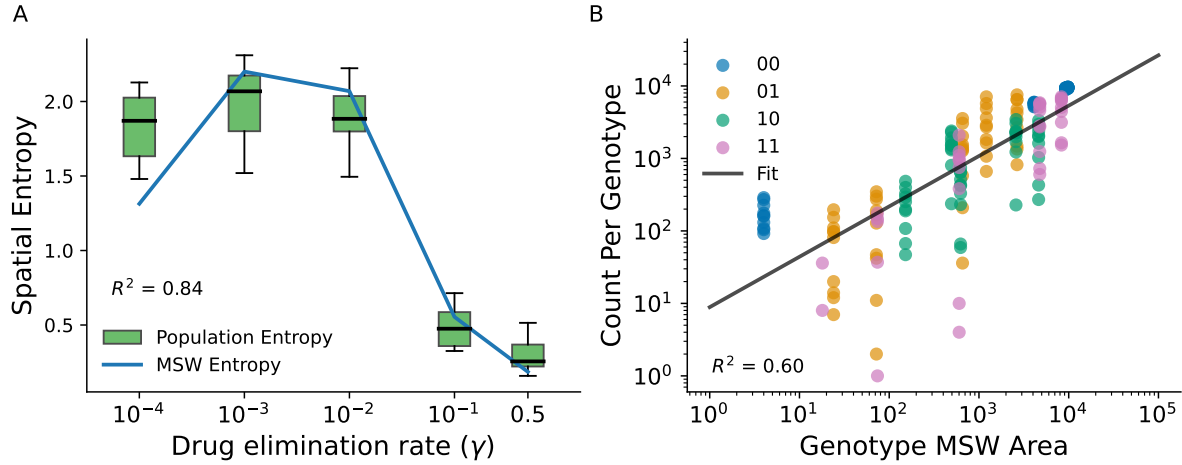 A
Spatial Entropy
2.0
1.5
1.0
0.5
R² = 0.84
Population Entropy
MSW Entropy
10⁻⁴
10⁻³
10⁻²
10⁻¹
0.5
Drug elimination rate (γ)
B
Count Per Genotype
10⁴
10³
10²
10¹
10⁰
00
01
10
11
Fit
R² = 0.60
10⁰
10¹
10²
10³
10⁴
10⁵
Genotype MSW Area